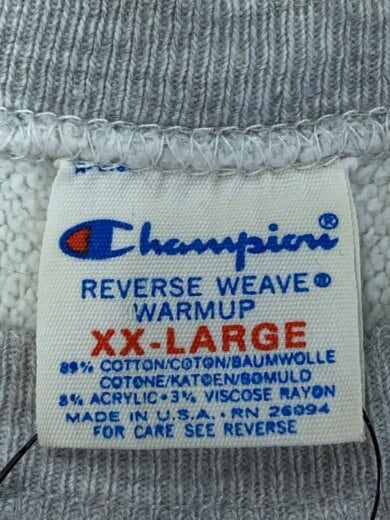 Champion®
REVERSE WEAVE®
WARMUP
XX-LARGE
89% COTTON/COTON/BAUMWOLLE
COTONE/KATOEN/BOMULD
8% ACRYLIC • 3% VISCOSE RAYON
MADE IN U.S.A. • RN 26094
FOR CARE SEE REVERSE